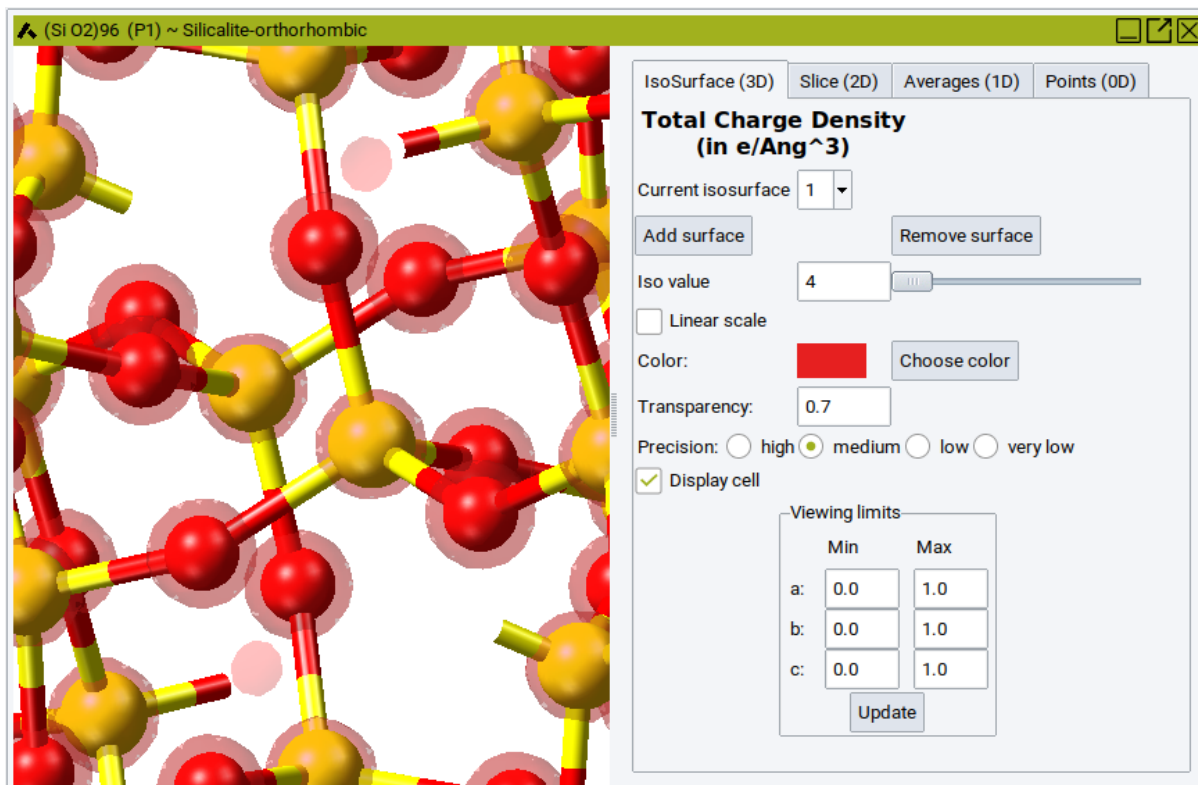 (Si O2)96 (P1) ~ Silicalite-orthorhombic
IsoSurface (3D) Slice (2D) Averages (1D) Points (0D)
Total Charge Density
(in e/Ang^3)
Current isosurface 1
Add surface Remove surface
Iso value 4
Linear scale
Color: Choose color
Transparency: 0.7
Precision: high medium low very low
Display cell
Viewing limits
Min Max
a: 0.0 1.0
b: 0.0 1.0
c: 0.0 1.0
Update